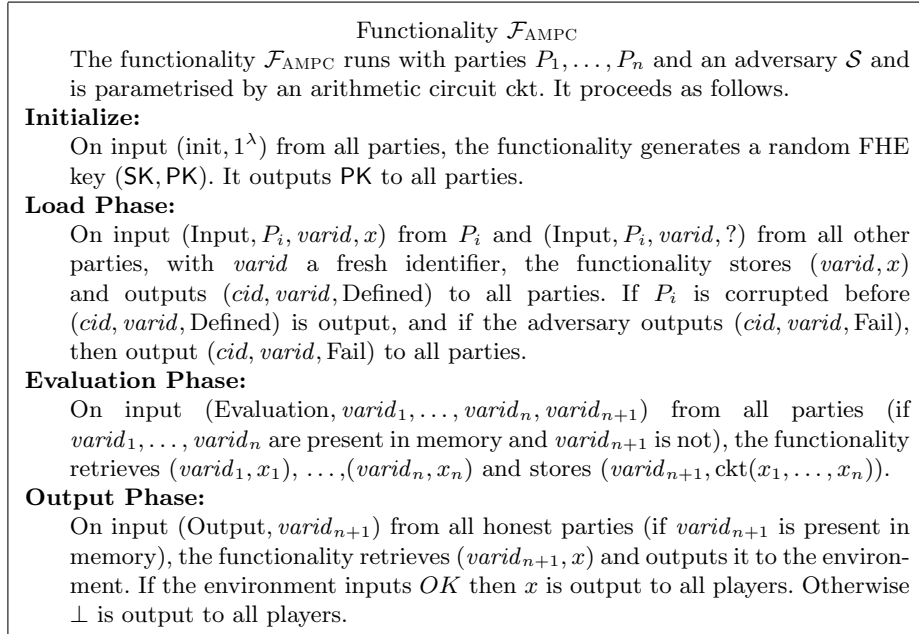 Functionality F_AMPC
The functionality F_AMPC runs with parties P_1, . . . , P_n and an adversary S and
is parametrised by an arithmetic circuit ckt. It proceeds as follows.
Initialize:
On input (init, 1^λ) from all parties, the functionality generates a random FHE
key (SK, PK). It outputs PK to all parties.
Load Phase:
On input (Input, P_i, varid, x) from P_i and (Input, P_i, varid, ?) from all other
parties, with varid a fresh identifier, the functionality stores (varid, x)
and outputs (cid, varid, Defined) to all parties. If P_i is corrupted before
(cid, varid, Defined) is output, and if the adversary outputs (cid, varid, Fail),
then output (cid, varid, Fail) to all parties.
Evaluation Phase:
On input (Evaluation, varid_1, . . . , varid_n, varid_{n+1}) from all parties (if
varid_1, . . . , varid_n are present in memory and varid_{n+1} is not), the functionality
retrieves (varid_1, x_1), . . . ,(varid_n, x_n) and stores (varid_{n+1}, ckt(x_1, . . . , x_n)).
Output Phase:
On input (Output, varid_{n+1}) from all honest parties (if varid_{n+1} is present in
memory), the functionality retrieves (varid_{n+1}, x) and outputs it to the environ-
ment. If the environment inputs OK then x is output to all players. Otherwise
⊥ is output to all players.